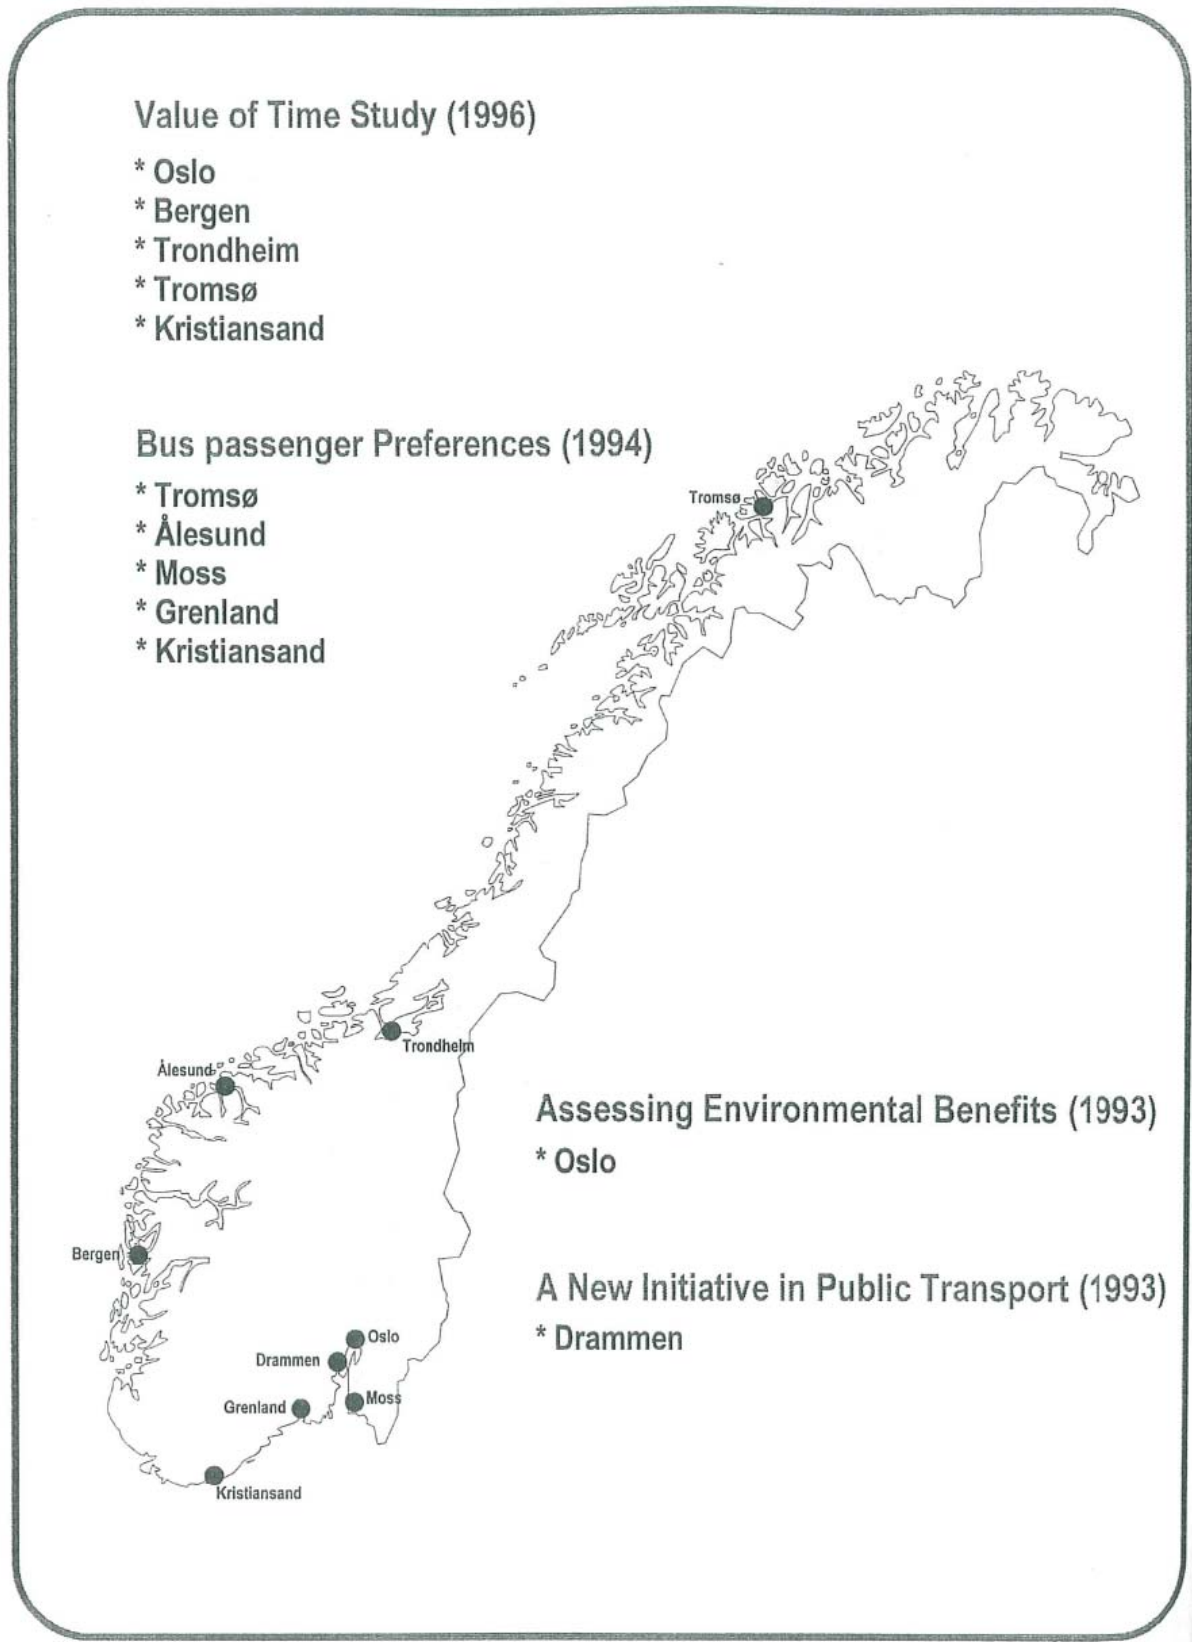 Value of Time Study (1996)
* Oslo
* Bergen
* Trondheim
* Tromsø
* Kristiansand
Bus passenger Preferences (1994)
* Tromsø
* Ålesund
* Moss
* Grenland
* Kristiansand
Tromsø
Trondheim
Ålesund
Assessing Environmental Benefits (1993)
* Oslo
Bergen
A New Initiative in Public Transport (1993)
* Drammen
Oslo
Drammen
Grenland
Moss
Kristiansand